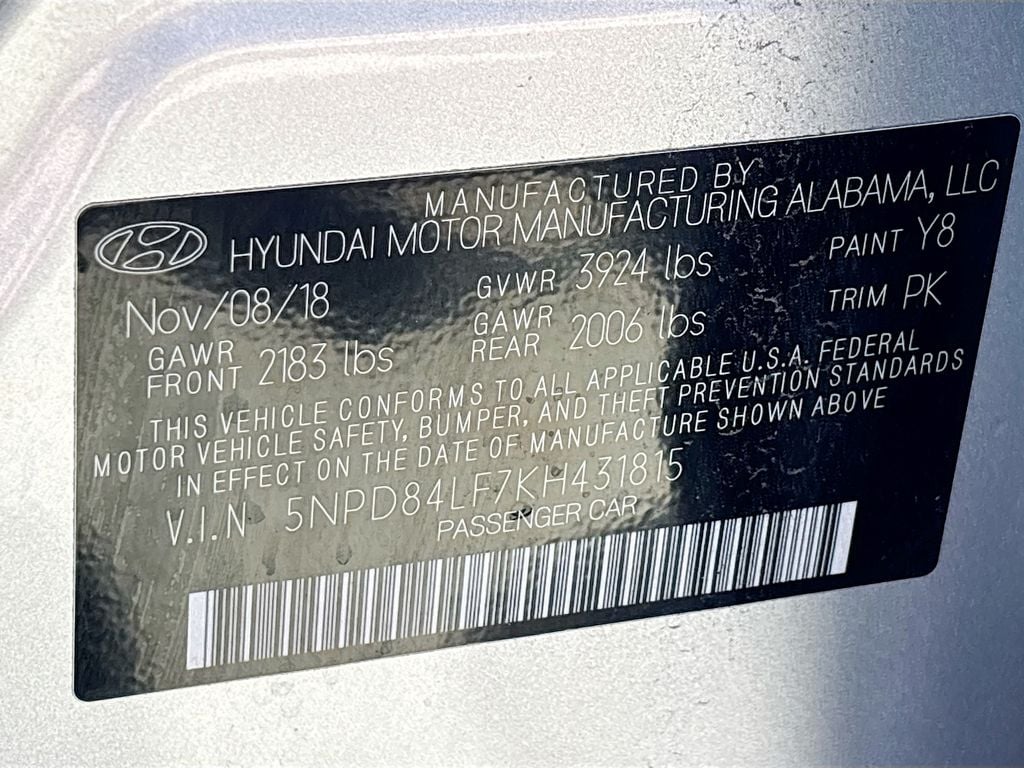 MANUFACTURED BY
HYUNDAI MOTOR MANUFACTURING ALABAMA, LLC
Nov/08/18 GVWR 3924 lbs PAINT Y8
GAWR FRONT 2183 lbs GAWR REAR 2006 lbs TRIM PK
THIS VEHICLE CONFORMS TO ALL APPLICABLE U.S.A. FEDERAL
MOTOR VEHICLE SAFETY, BUMPER, AND THEFT PREVENTION STANDARDS
IN EFFECT ON THE DATE OF MANUFACTURE SHOWN ABOVE
V.I.N 5NPD84LF7KH431815
PASSENGER CAR